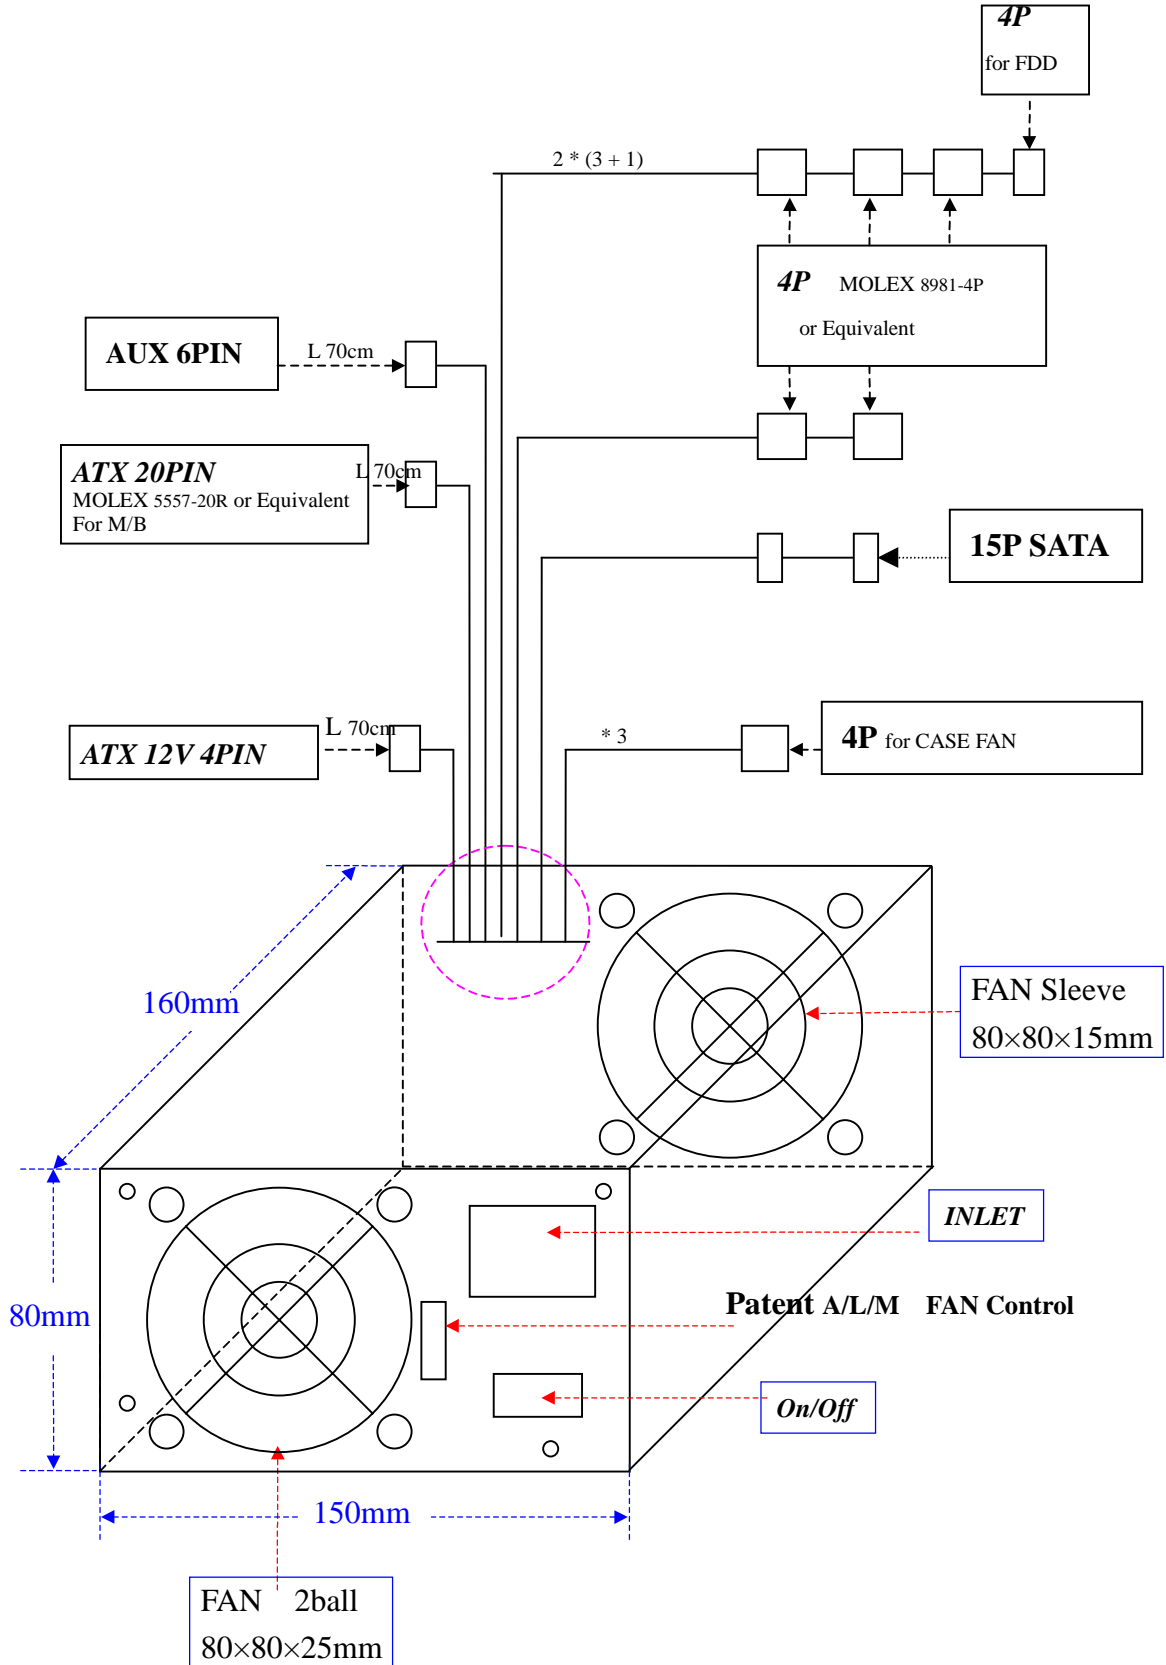 4P
for FDD
2 * (3 + 1)
4P MOLEX 8981-4P
or Equivalent
AUX 6PIN
L 70cm
ATX 20PIN
MOLEX 5557-20R or Equivalent
For M/B
L 70cm
15P SATA
ATX 12V 4PIN
L 70cm
* 3
4P for CASE FAN
160mm
FAN Sleeve
80×80×15mm
INLET
80mm
Patent A/L/M FAN Control
On/Off
150mm
FAN 2ball
80×80×25mm